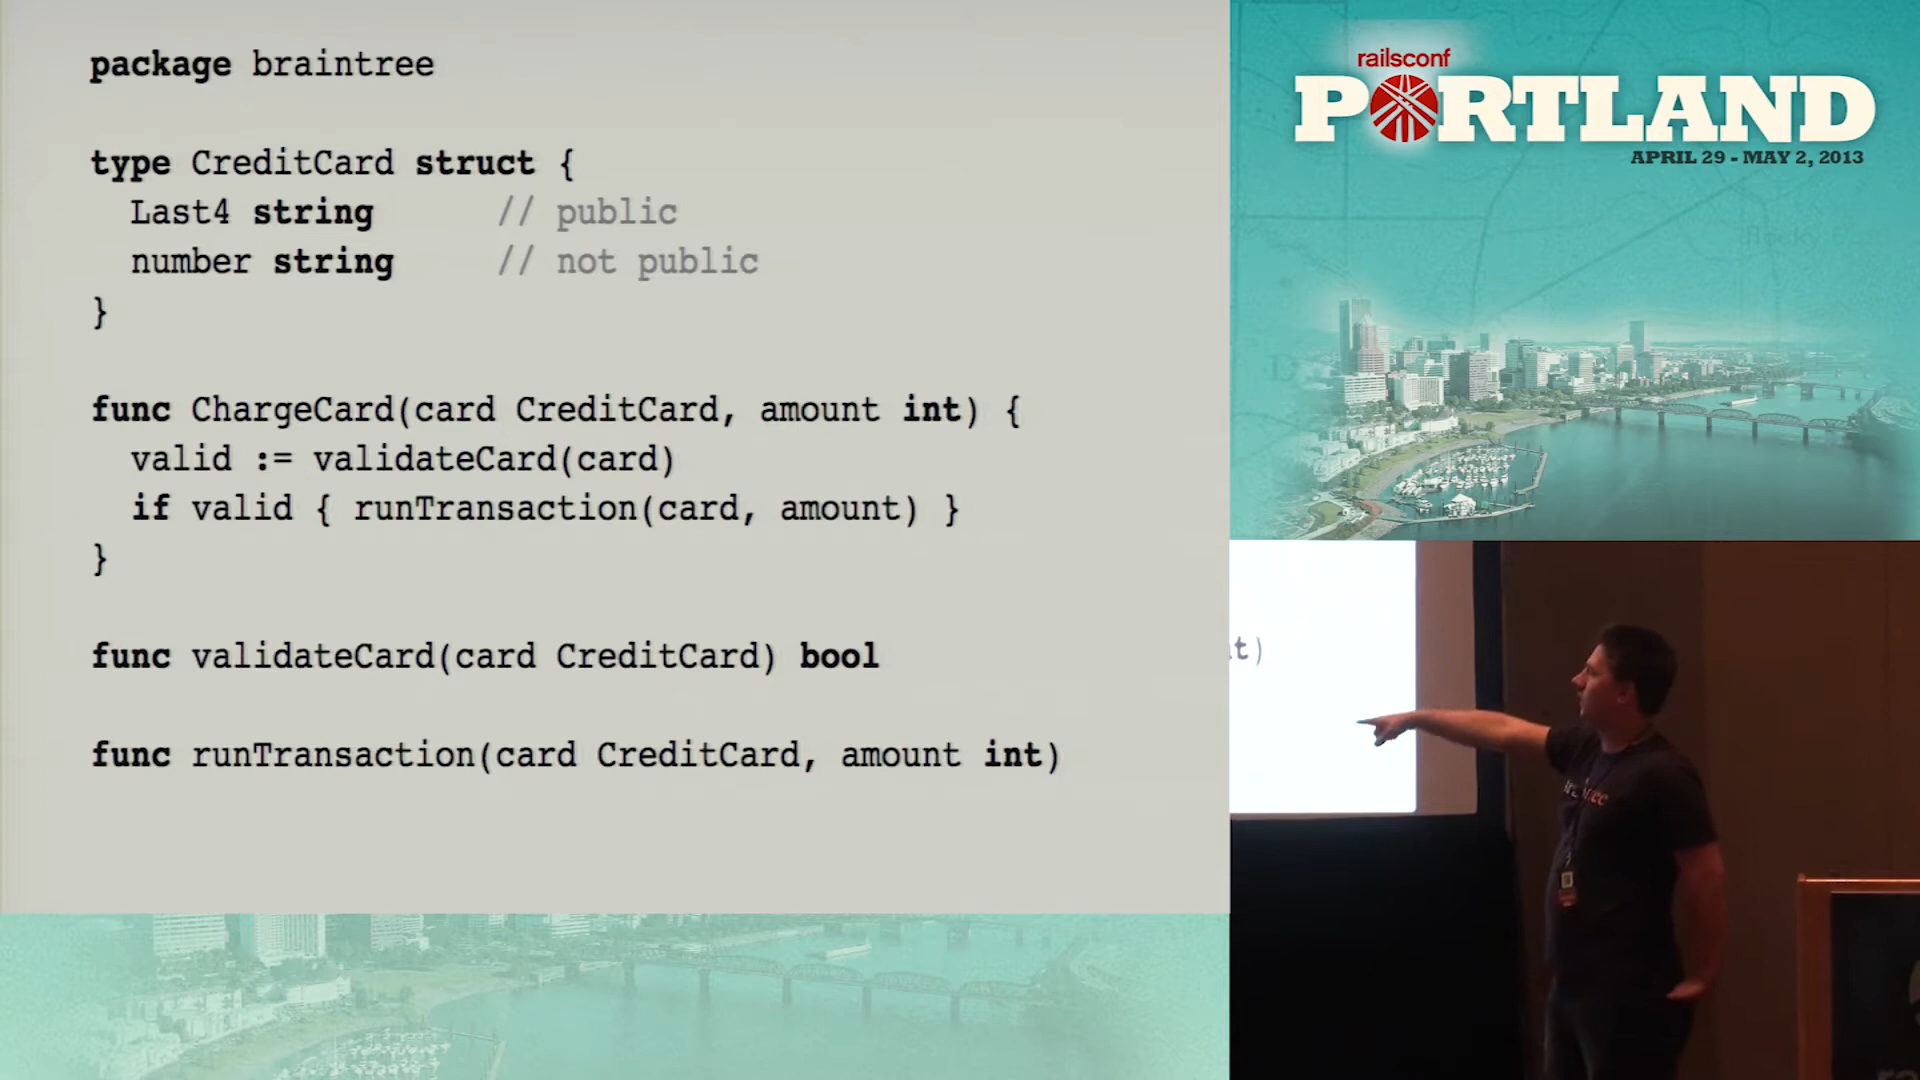 package braintree
type CreditCard struct {
Last4 string // public
number string // not public
}
func ChargeCard(card CreditCard, amount int) {
valid := validateCard(card)
if valid { runTransaction(card, amount) }
}
func validateCard(card CreditCard) bool
func runTransaction(card CreditCard, amount int)
railsconf
PORTLAND
APRIL 29 - MAY 2, 2013
t)